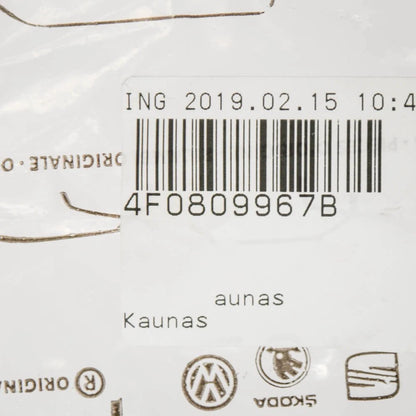 ING 2019.02.15 10:4
ORIGINALE · O
4F0809967B
aunas
Kaunas
ŠKODA
® ORIGINA